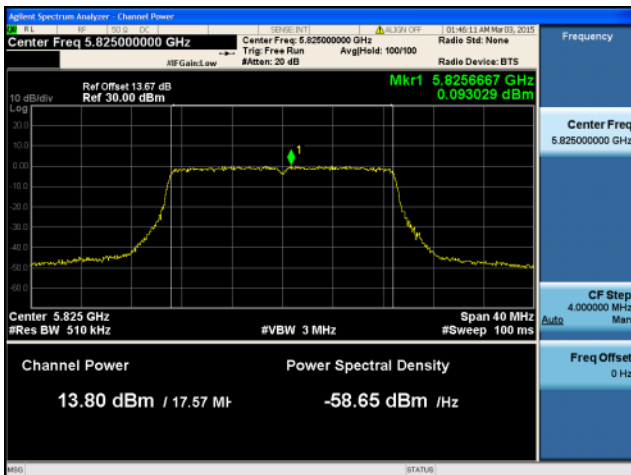 Agilent Spectrum Analyzer - Channel Power
RL RF 50 Ω DC SENSE:INT ALIGN OFF 01:46:11 AM Mar 03, 2015
Center Freq 5.825000000 GHz Center Freq: 5.825000000 GHz Radio Std: None Frequency
Trig: Free Run Avg|Hold: 100/100
#IFGain:Low #Atten: 20 dB Radio Device: BTS
Mkr1 5.8256667 GHz
Ref Offset 13.67 dB
10 dB/div Ref 30.00 dBm 0.093029 dBm
Log
20.0
10.0
1
0.00
-10.0
-20.0
-30.0
-40.0
-50.0
-60.0
Center Freq
5.825000000 GHz
Center 5.825 GHz Span 40 MHz
#Res BW 510 kHz #VBW 3 MHz #Sweep 100 ms
CF Step
4.000000 MHz
Auto Man
Channel Power Power Spectral Density
13.80 dBm / 17.57 MH -58.65 dBm /Hz
Freq Offset
0 Hz
MSG STATUS